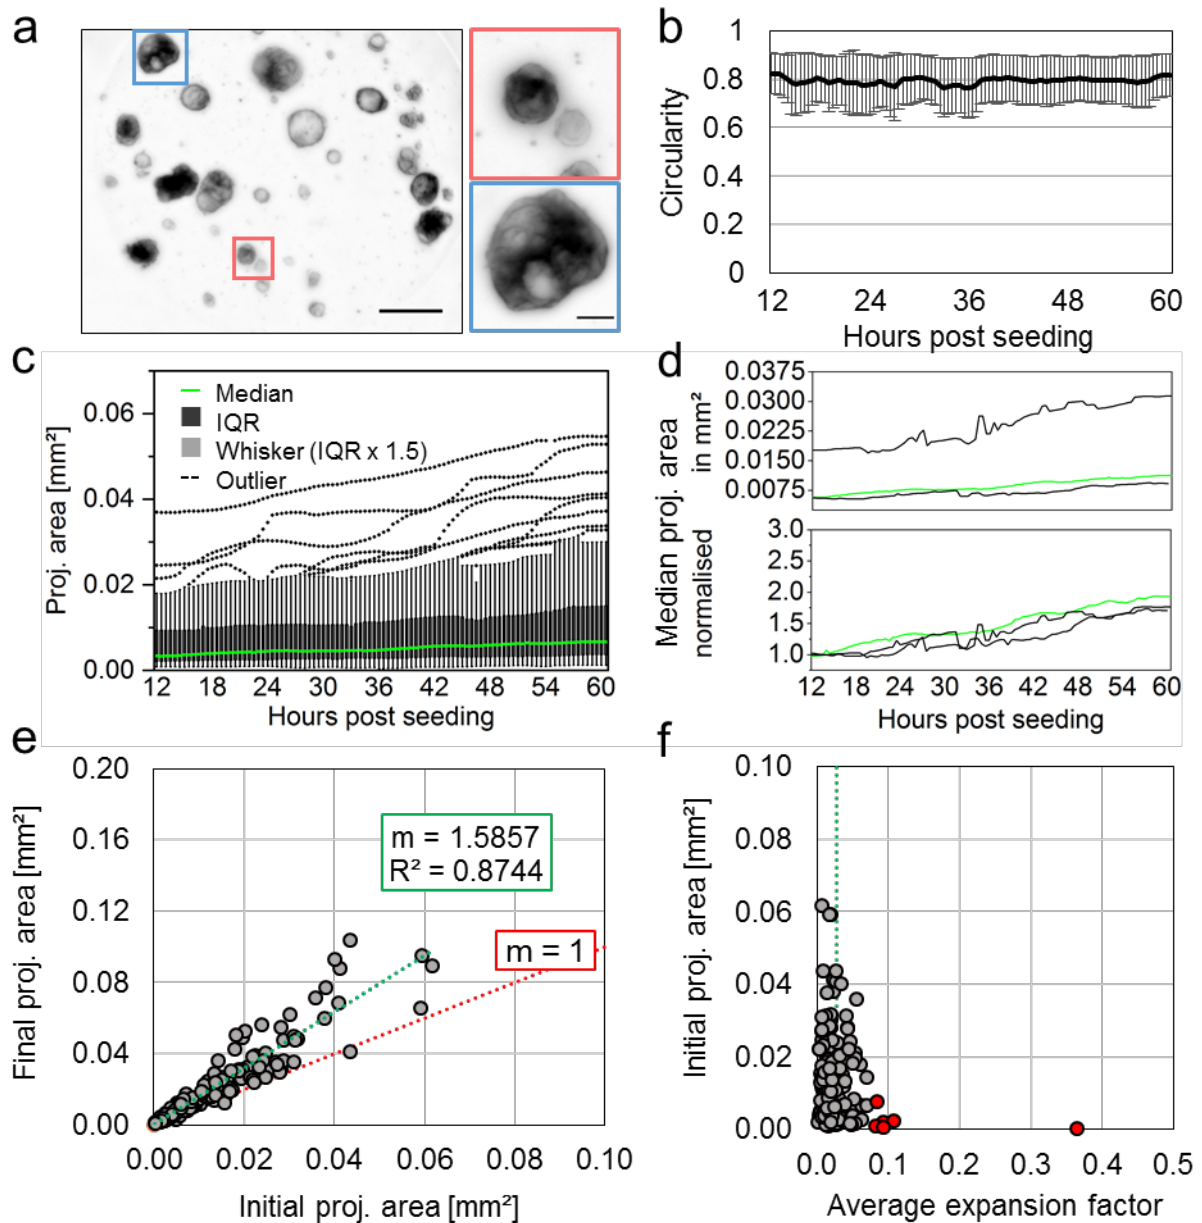 a
b
1
0.8
0.6
0.4
0.2
0
Circularity
12 24 36 48 60
Hours post seeding
c
Proj. area [mm²]
0.06
0.04
0.02
0.00
Median
IQR
Whisker (IQR x 1.5)
Outlier
12 18 24 30 36 42 48 54 60
Hours post seeding
d
Median proj. area
in mm²
normalised
0.0375
0.0300
0.0225
0.0150
0.0075
3.0
2.5
2.0
1.5
1.0
12 18 24 30 36 42 48 54 60
Hours post seeding
e
Final proj. area [mm²]
0.20
0.16
0.12
0.08
0.04
0.00
m = 1.5857
R² = 0.8744
m = 1
0.00 0.02 0.04 0.06 0.08 0.10
Initial proj. area [mm²]
f
Initial proj. area [mm²]
0.10
0.08
0.06
0.04
0.02
0.00
0.0 0.1 0.2 0.3 0.4 0.5
Average expansion factor